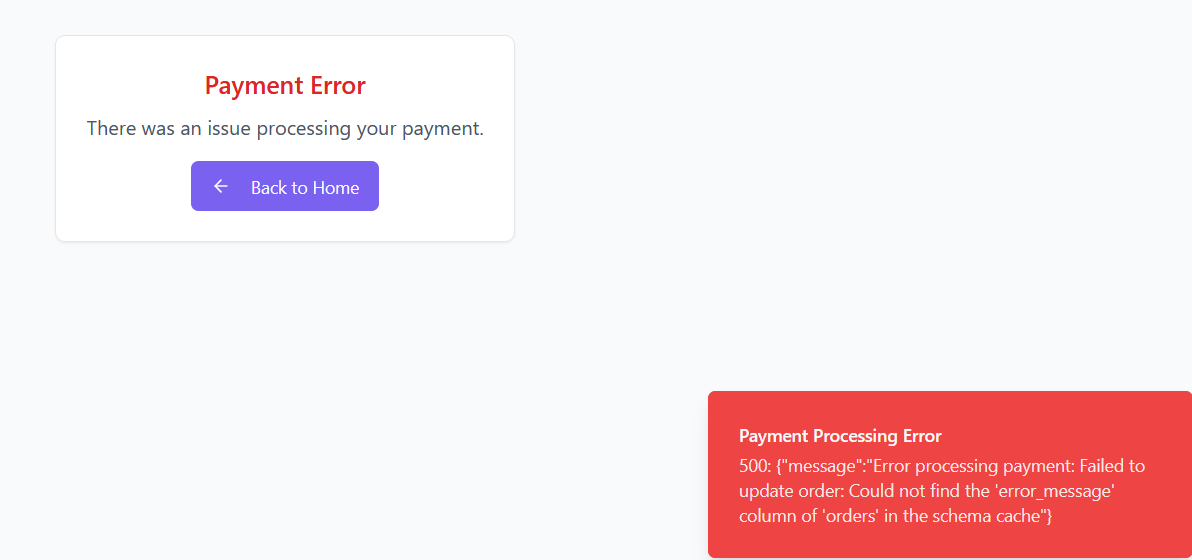 Payment Error
There was an issue processing your payment.
Back to Home
Payment Processing Error
500: {"message":"Error processing payment: Failed to
update order: Could not find the 'error_message'
column of 'orders' in the schema cache"}